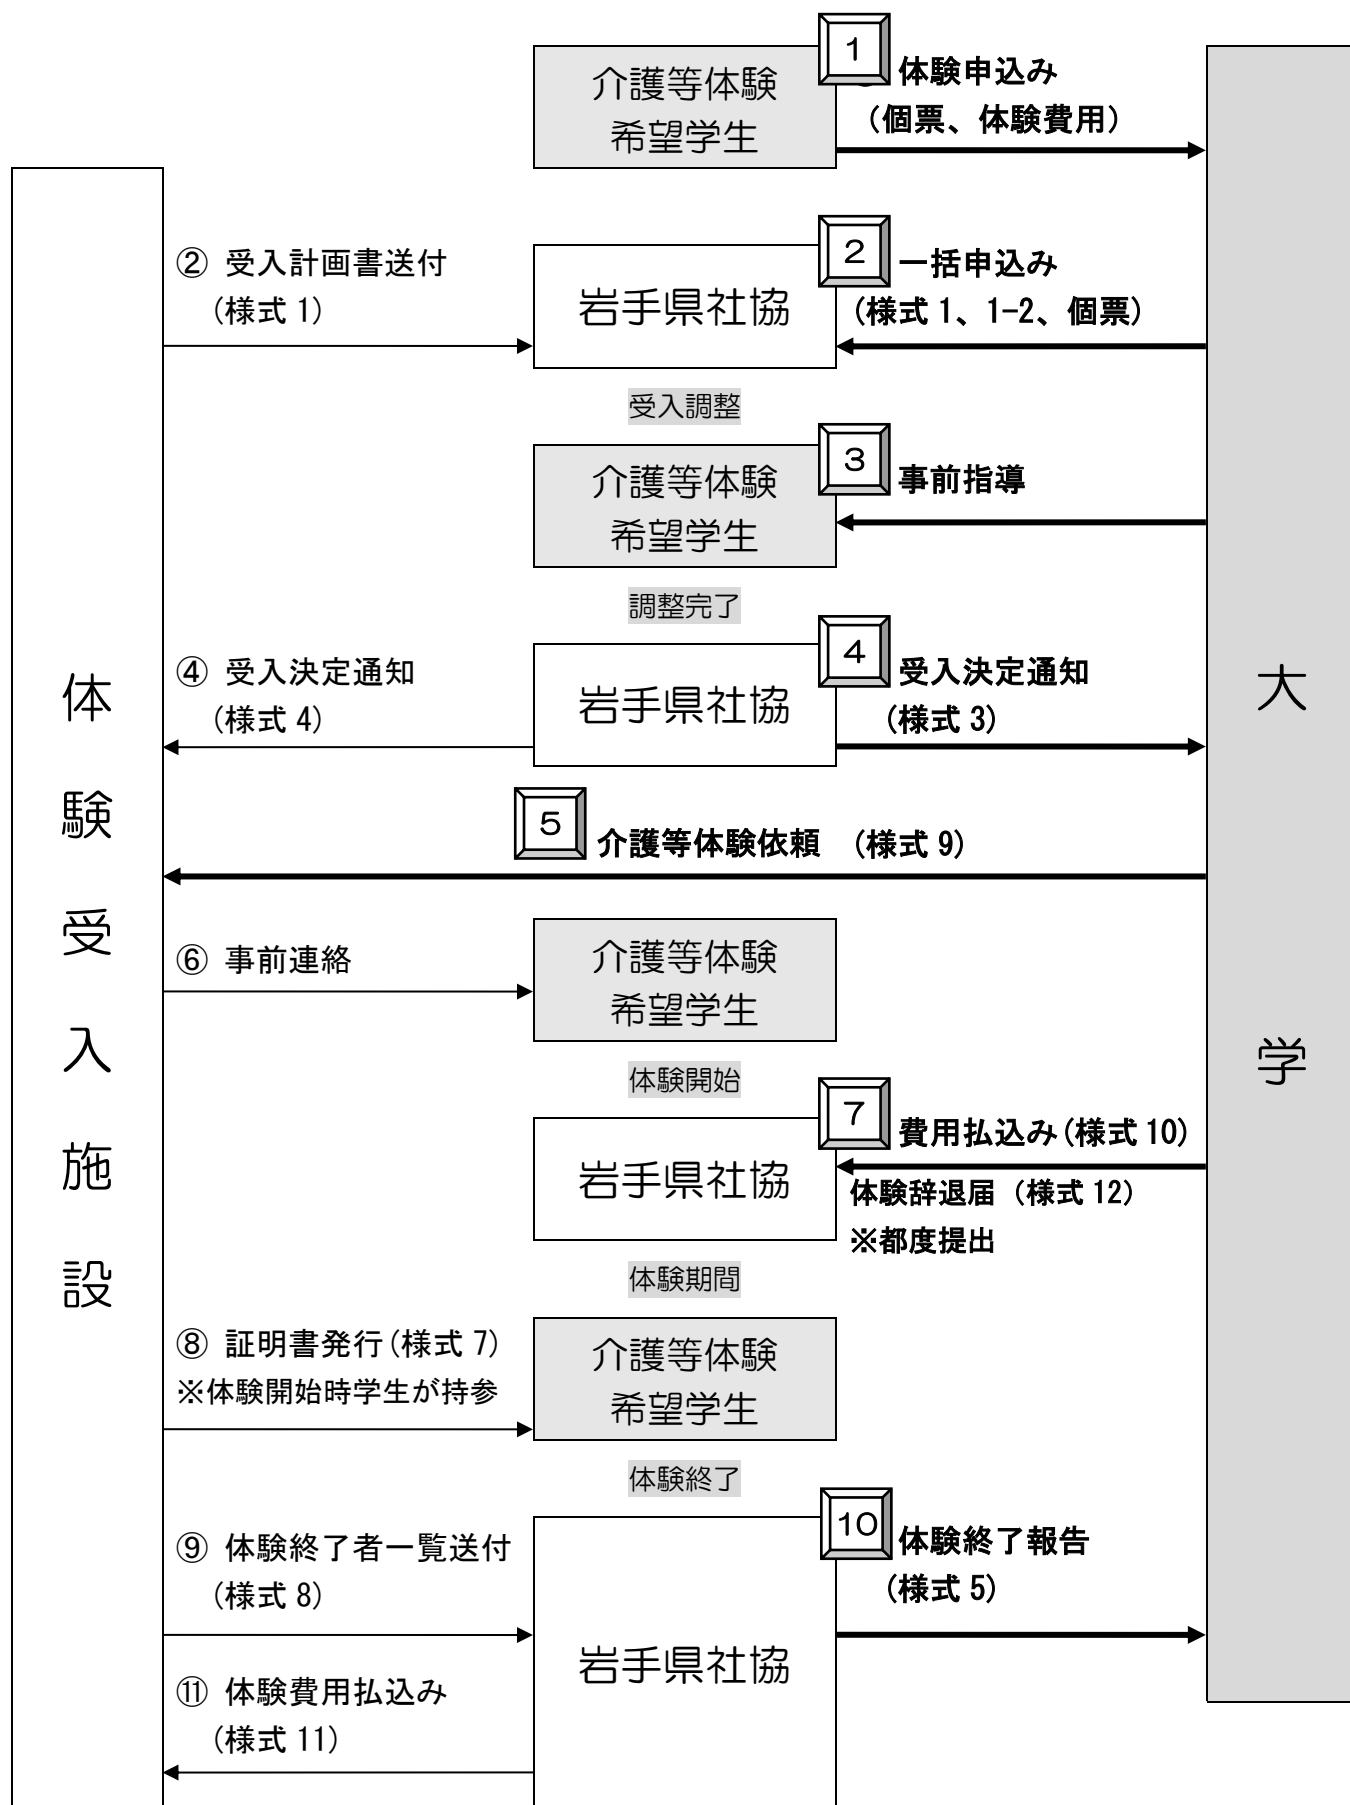 介護等体験
希望学生
1
体験申込み
(個票、体験費用)
② 受入計画書送付
(様式 1)
岩手県社協
2
一括申込み
(様式 1、1-2、個票)
受入調整
介護等体験
希望学生
3
事前指導
調整完了
④ 受入決定通知
(様式 4)
岩手県社協
4
受入決定通知
(様式 3)
5
介護等体験依頼 (様式 9)
⑥ 事前連絡
介護等体験
希望学生
体験開始
岩手県社協
7
費用払込み(様式 10)
体験辞退届（様式 12）
※都度提出
体験期間
⑧ 証明書発行(様式 7)
※体験開始時学生が持参
介護等体験
希望学生
体験終了
⑨ 体験終了者一覧送付
(様式 8)
岩手県社協
10
体験終了報告
(様式 5)
⑪ 体験費用払込み
(様式 11)
体験受入施設
大学